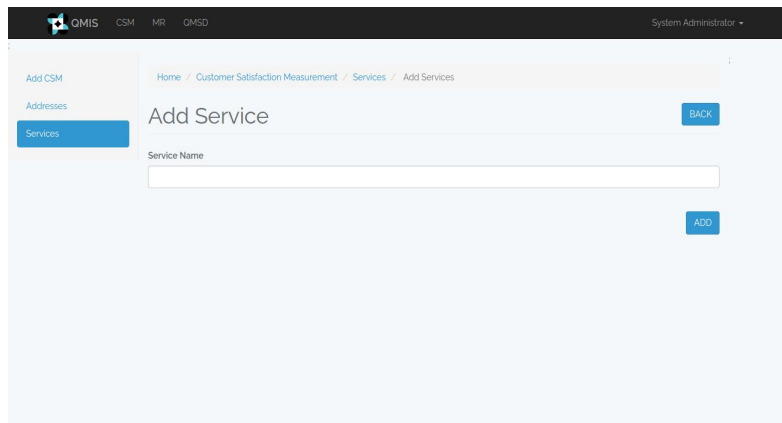 QMIS CSM MR QMSD System Administrator
;
;
Add CSM
Addresses
Services
Home / Customer Satisfaction Measurement / Services / Add Services
Add Service
BACK
Service Name
ADD